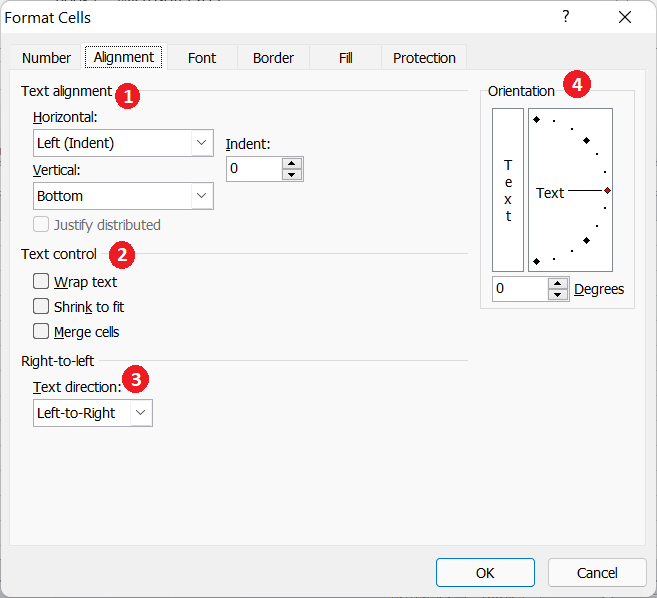 Format Cells ?
Number Alignment Font Border Fill Protection
Text alignment 1
Horizontal:
Left (Indent)
Indent:
0
Vertical:
Bottom
Justify distributed
Text control 2
Wrap text
Shrink to fit
Merge cells
Right-to-left
Text direction: 3
Left-to-Right
Orientation 4
Text
Text
0 Degrees
OK Cancel